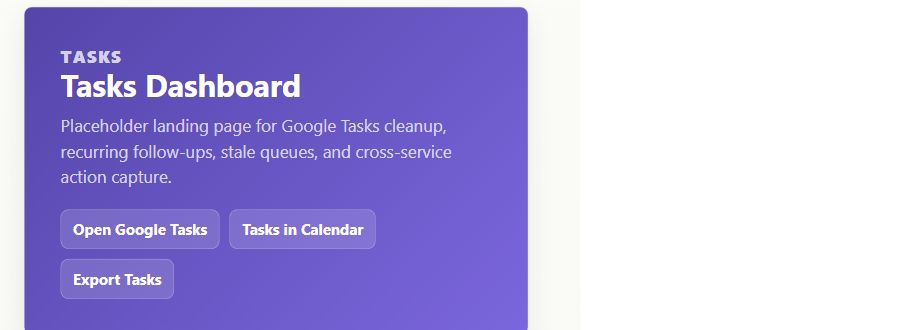 TASKS
Tasks Dashboard
Placeholder landing page for Google Tasks cleanup,
recurring follow-ups, stale queues, and cross-service
action capture.
Open Google Tasks
Tasks in Calendar
Export Tasks